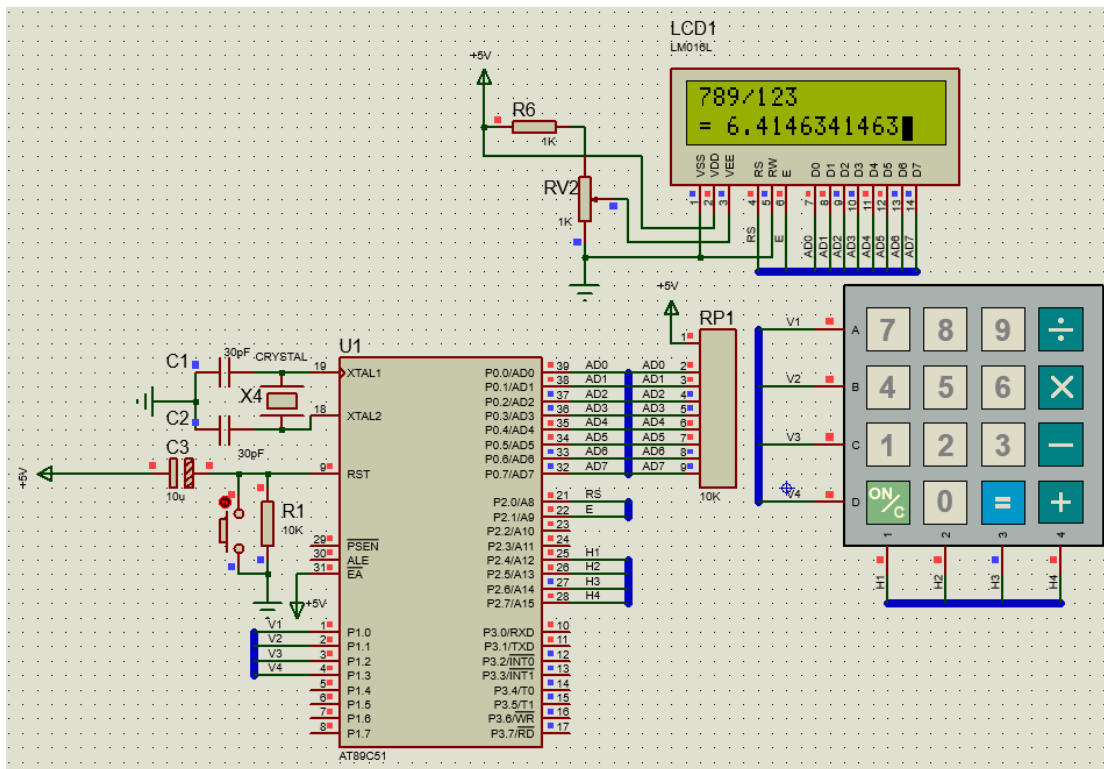 LCD1
LM016L
789/123
= 6.4146341463
VSS VDD VEE RS RW E D0 D1 D2 D3 D4 D5 D6 D7
1 2 3 4 5 6 7 8 9 10 11 12 13 14
RS E AD0 AD1 AD2 AD3 AD4 AD5 AD6 AD7
+5V
R6
1K
RV2
1K
+5V
RP1
1
2
3
4
5
6
7
8
9
10K
V1 A 7 8 9 ÷
V2 B 4 5 6 ×
V3 C 1 2 3 −
V4 D ON/C 0 = +
1 2 3 4
H1 H2 H3 H4
C1
30pF
CRYSTAL
X4
C2
30pF
C3
10u
+5V
R1
10K
+5V
U1
19 XTAL1
18 XTAL2
9 RST
29 PSEN
30 ALE
31 EA
V1 1 P1.0
V2 2 P1.1
V3 3 P1.2
V4 4 P1.3
5 P1.4
6 P1.5
7 P1.6
8 P1.7
P0.0/AD0 39 AD0 AD0
P0.1/AD1 38 AD1 AD1
P0.2/AD2 37 AD2 AD2
P0.3/AD3 36 AD3 AD3
P0.4/AD4 35 AD4 AD4
P0.5/AD5 34 AD5 AD5
P0.6/AD6 33 AD6 AD6
P0.7/AD7 32 AD7 AD7
P2.0/A8 21 RS
P2.1/A9 22 E
P2.2/A10 23
P2.3/A11 24
P2.4/A12 25 H1
P2.5/A13 26 H2
P2.6/A14 27 H3
P2.7/A15 28 H4
P3.0/RXD 10
P3.1/TXD 11
P3.2/INT0 12
P3.3/INT1 13
P3.4/T0 14
P3.5/T1 15
P3.6/WR 16
P3.7/RD 17
AT89C51